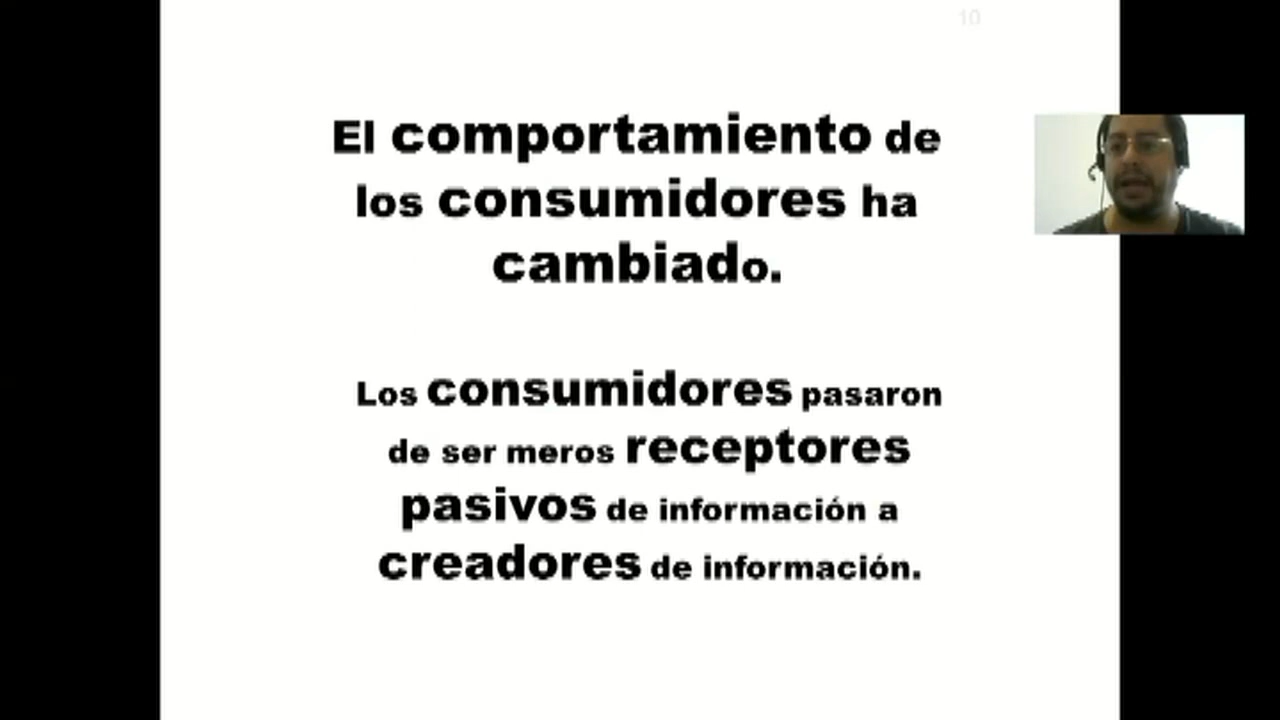 10
El comportamiento de
los consumidores ha
cambiado.
Los consumidores pasaron
de ser meros receptores
pasivos de información a
creadores de información.